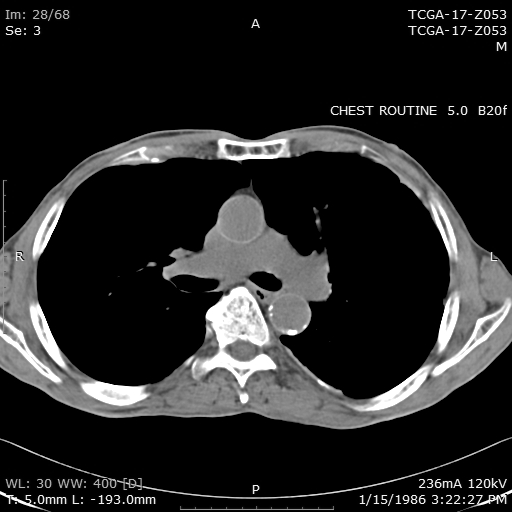 Im: 28/68
Se: 3
A
TCGA-17-Z053
TCGA-17-Z053
M
CHEST ROUTINE 5.0 B20f
R
L
WL: 30 WW: 400 [D]
T: 5.0mm L: -193.0mm
P
236mA 120kV
1/15/1986 3:22:27 PM